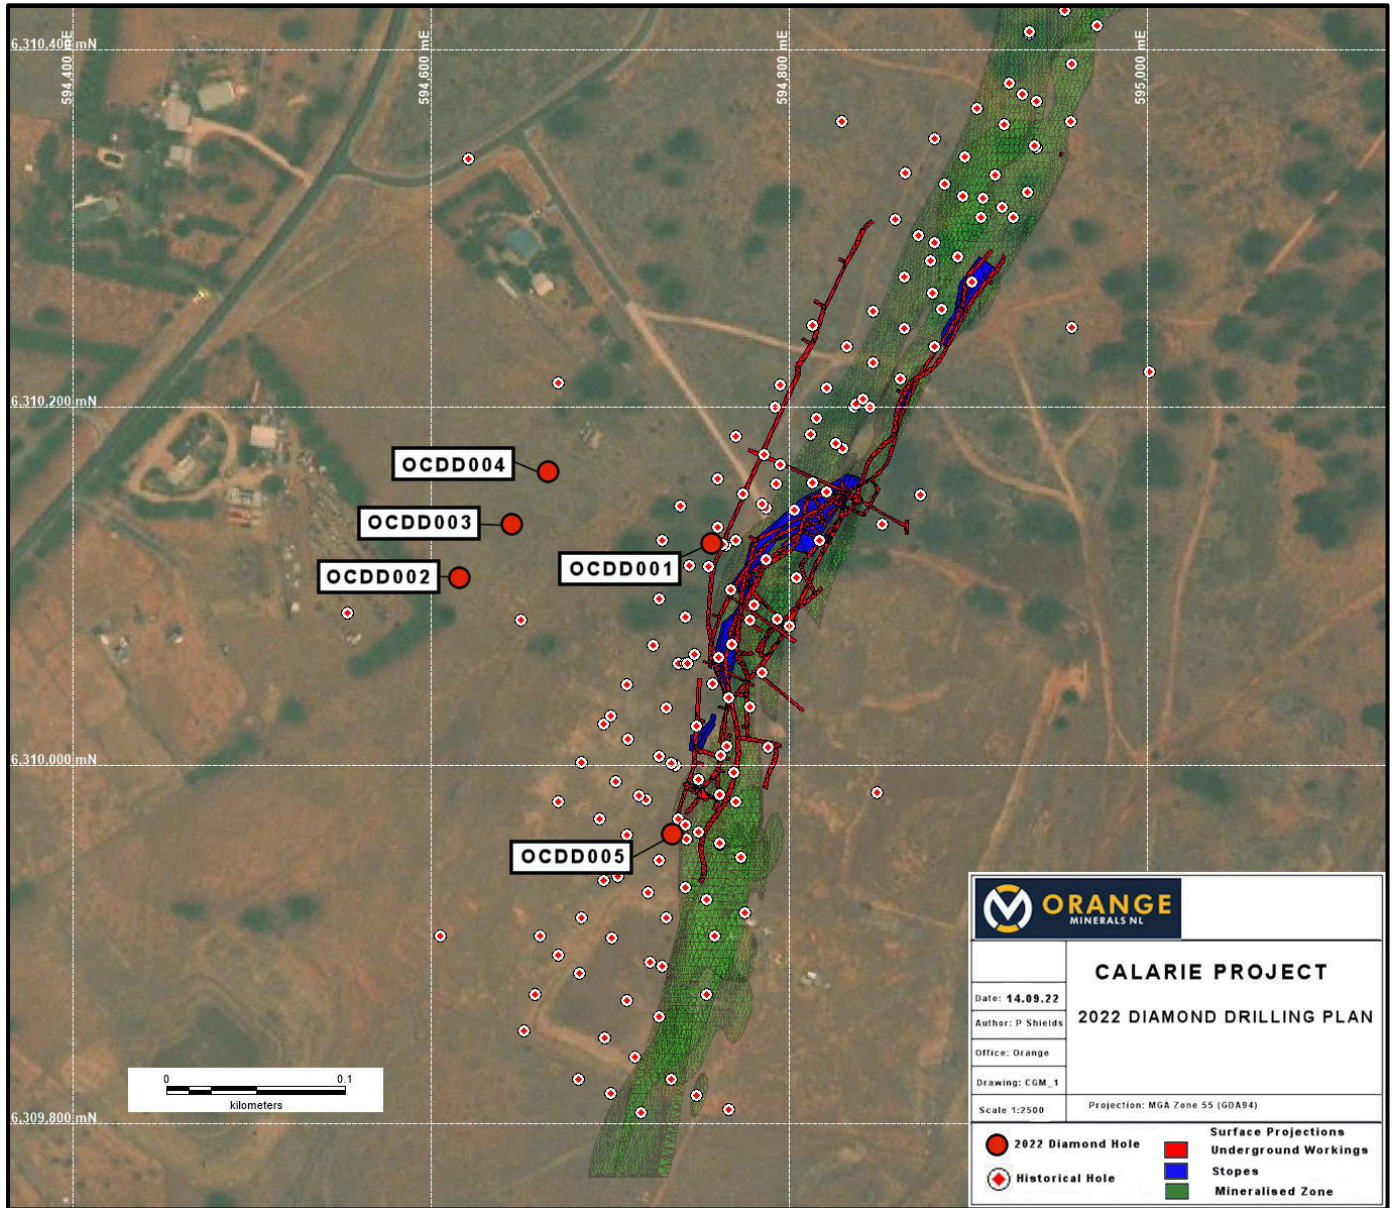 6,310,400 mN
594,400 mE
594,600 mE
594,800 mE
595,000 mE
6,310,200 mN
OCDD004
OCDD003
OCDD001
OCDD002
6,310,000 mN
OCDD005
0 0.1
kilometers
6,309,800 mN
ORANGE
MINERALS NL
CALARIE PROJECT
2022 DIAMOND DRILLING PLAN
Date: 14.09.22
Author: P Shields
Office: Orange
Drawing: CGM_1
Scale 1:2500
Projection: MGA Zone 55 (GDA94)
2022 Diamond Hole
Historical Hole
Surface Projections
Underground Workings
Stopes
Mineralised Zone